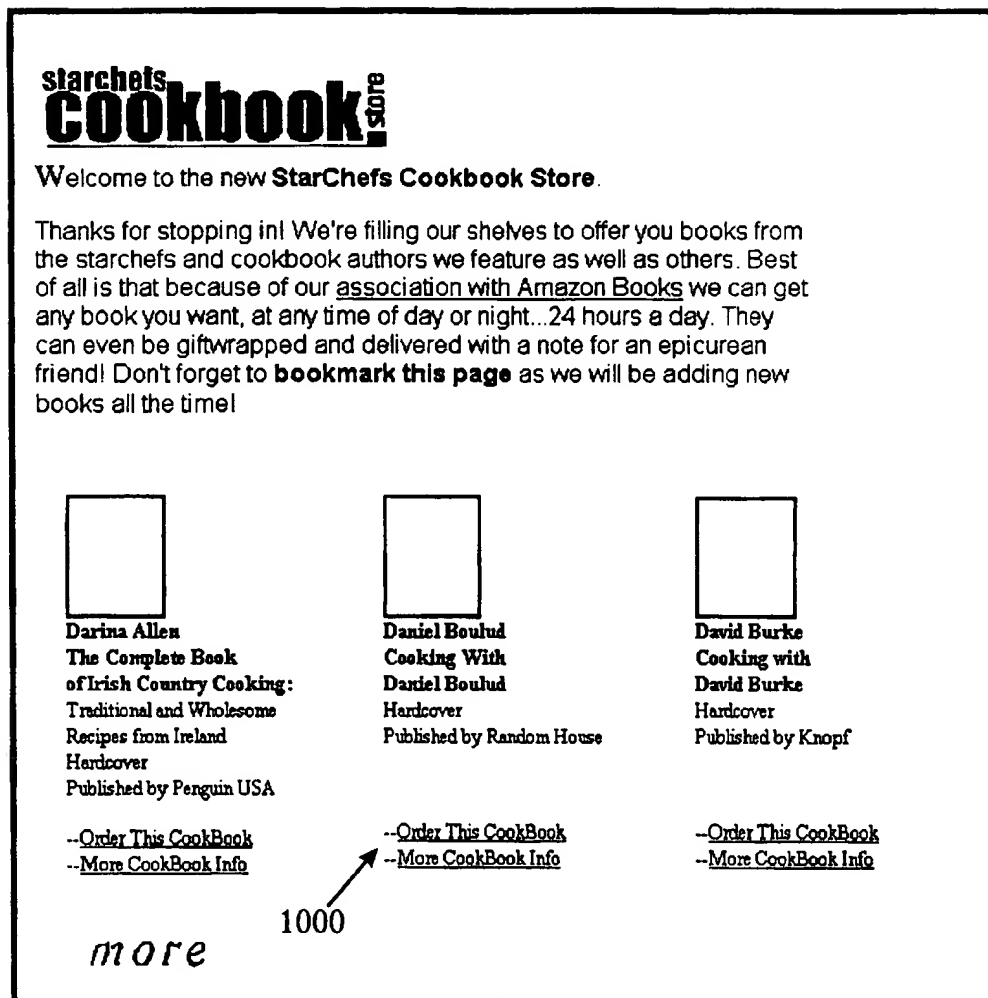 starchefs
cookbook store
Welcome to the new StarChefs Cookbook Store.
Thanks for stopping in! We're filling our shelves to offer you books from
the starchefs and cookbook authors we feature as well as others. Best
of all is that because of our association with Amazon Books we can get
any book you want, at any time of day or night...24 hours a day. They
can even be giftwrapped and delivered with a note for an epicurean
friend! Don't forget to bookmark this page as we will be adding new
books all the time!
Darina Allen
The Complete Book
of Irish Country Cooking:
Traditional and Wholesome
Recipes from Ireland
Hardcover
Published by Penguin USA
--Order This CookBook
--More CookBook Info
Daniel Boulud
Cooking With
Daniel Boulud
Hardcover
Published by Random House
--Order This CookBook
--More CookBook Info
David Burke
Cooking with
David Burke
Hardcover
Published by Knopf
--Order This CookBook
--More CookBook Info
1000
more